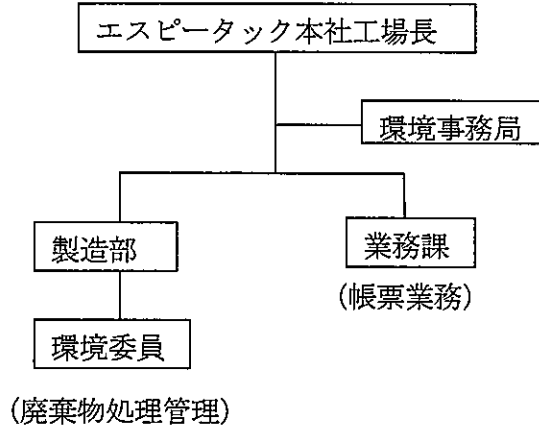 エスピータック本社工場長
環境事務局
製造部
業務課
(帳票業務)
環境委員
(廃棄物処理管理)